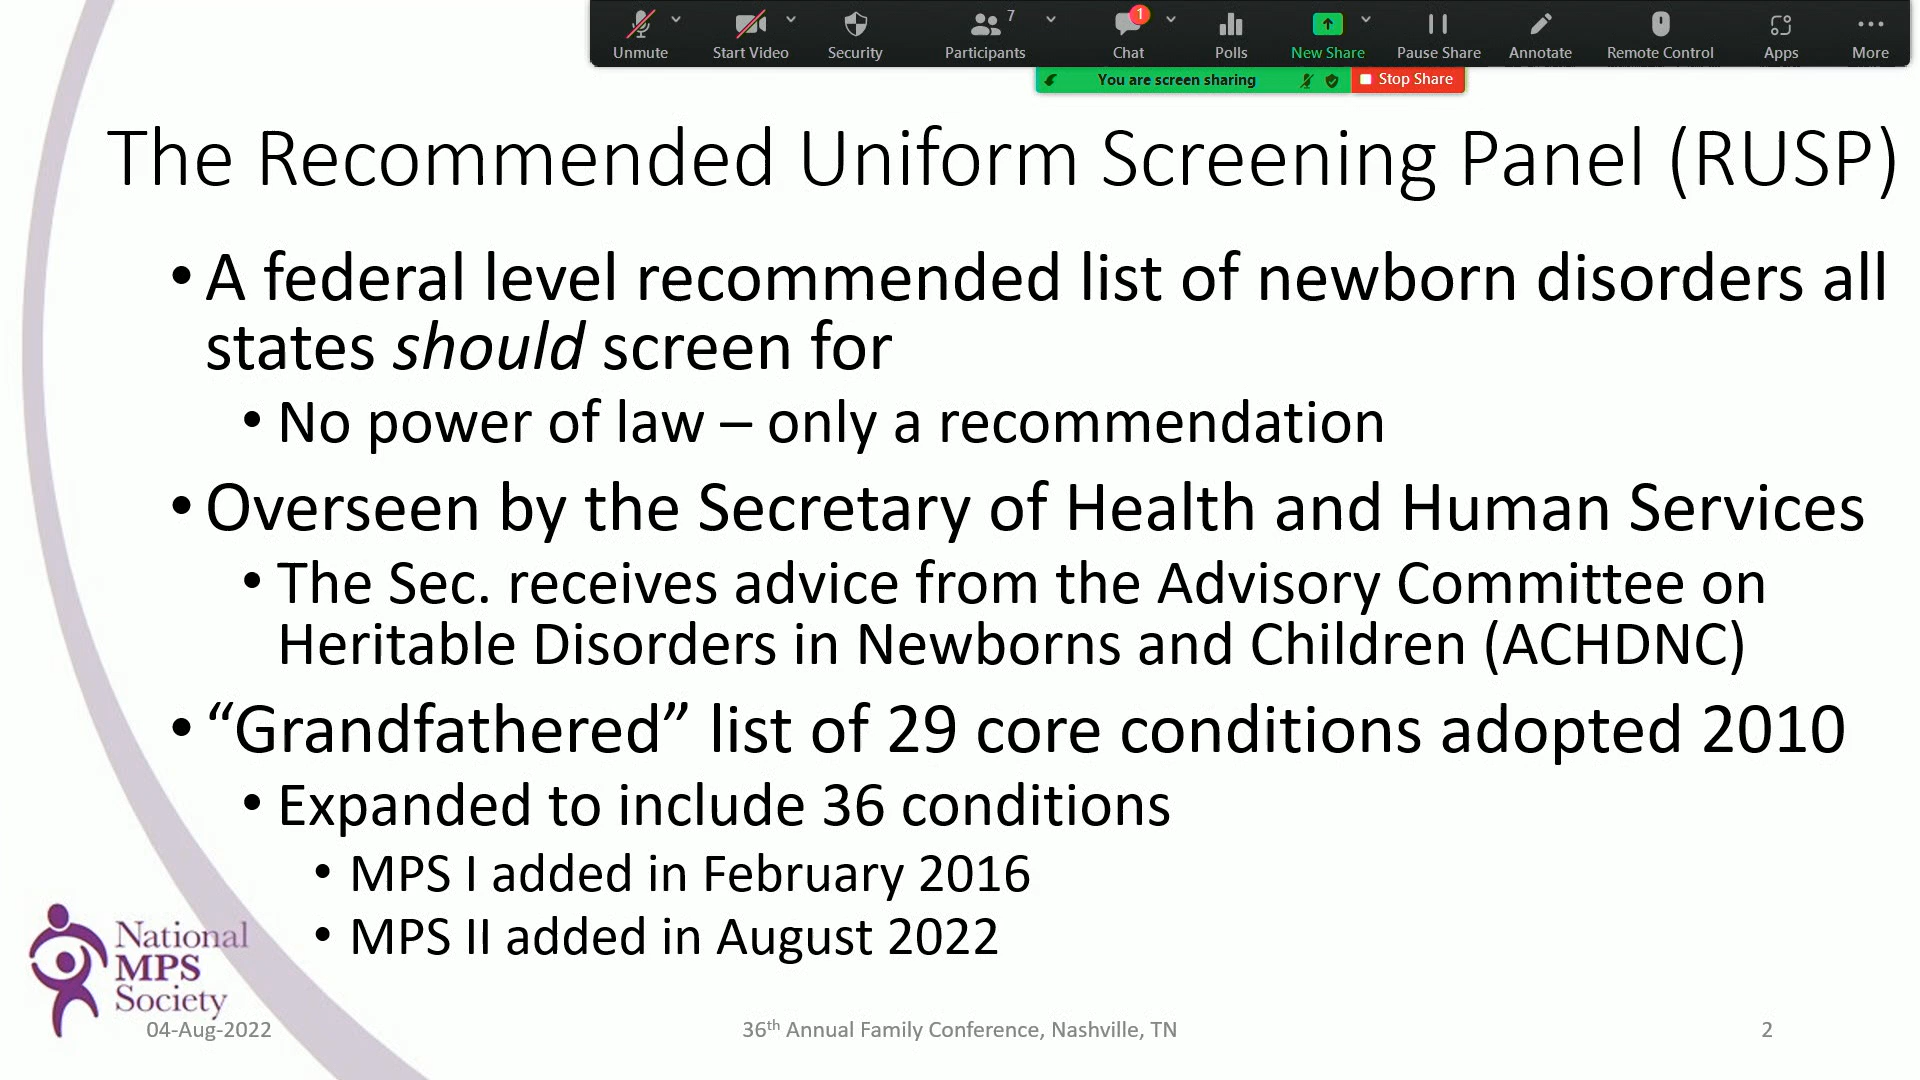 7
1
Unmute Start Video Security Participants Chat Polls New Share Pause Share Annotate Remote Control Apps More
You are screen sharing Stop Share
The Recommended Uniform Screening Panel (RUSP)
• A federal level recommended list of newborn disorders all
states should screen for
• No power of law – only a recommendation
• Overseen by the Secretary of Health and Human Services
• The Sec. receives advice from the Advisory Committee on
Heritable Disorders in Newborns and Children (ACHDNC)
• “Grandfathered” list of 29 core conditions adopted 2010
• Expanded to include 36 conditions
• MPS I added in February 2016
• MPS II added in August 2022
National
MPS
Society
04-Aug-2022 36th Annual Family Conference, Nashville, TN 2